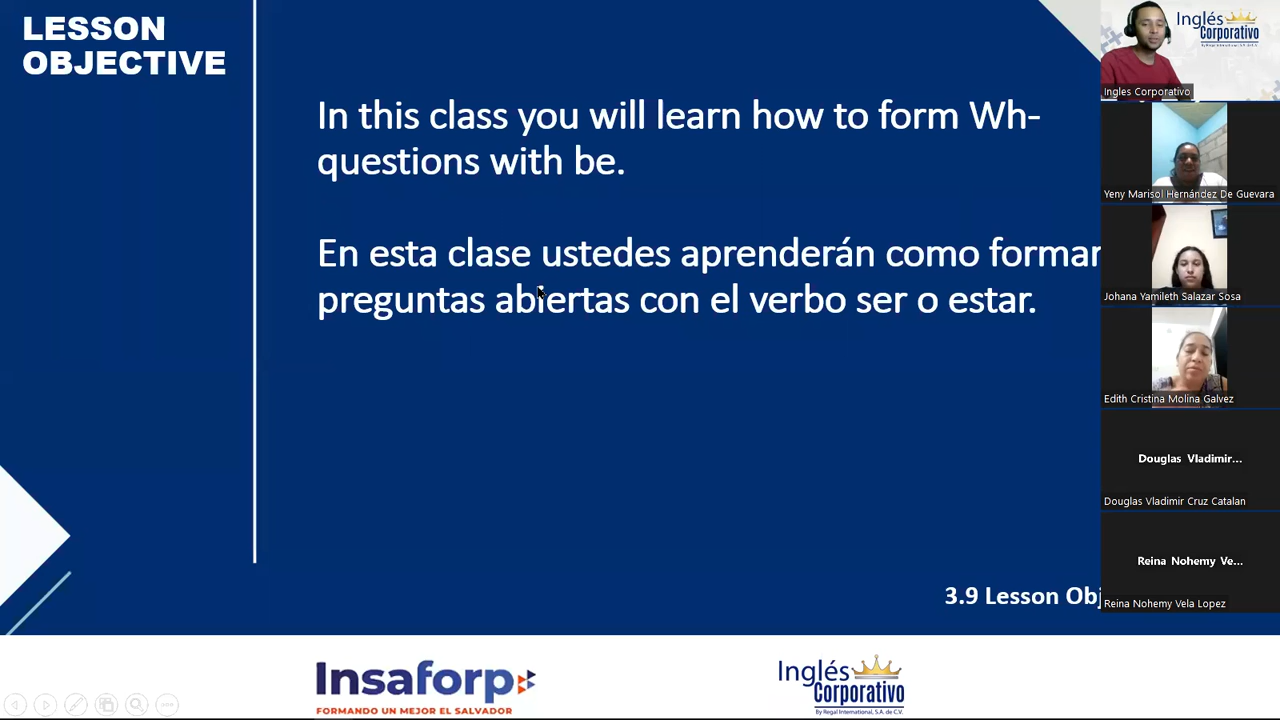 LESSON
OBJECTIVE
In this class you will learn how to form Wh-
questions with be.
En esta clase ustedes aprenderán como formar
preguntas abiertas con el verbo ser o estar.
3.9 Lesson Obj
Insaforp
FORMANDO UN MEJOR EL SALVADOR
Inglés
Corporativo
By Regal International, S.A. de C.V.
Inglés
Corporativo
Ingles Corporativo
Yeny Marisol Hernández De Guevara
Johana Yamileth Salazar Sosa
Edith Cristina Molina Galvez
Douglas Vladimir...
Douglas Vladimir Cruz Catalan
Reina Nohemy Ve...
Reina Nohemy Vela Lopez